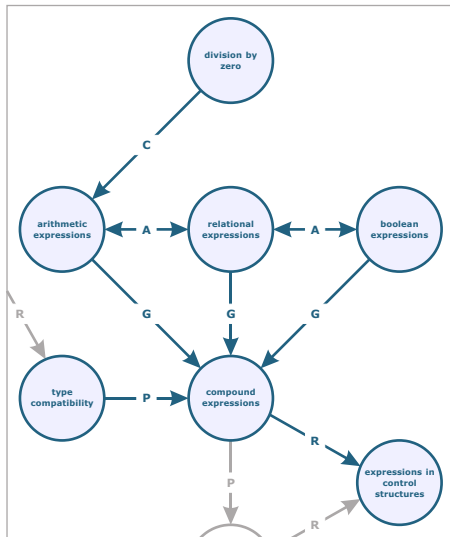 division by
zero
C
arithmetic
expressions
A
relational
expressions
A
boolean
expressions
R
G
G
G
type
compatibility
P
compound
expressions
R
P
expressions in
control
structures
R